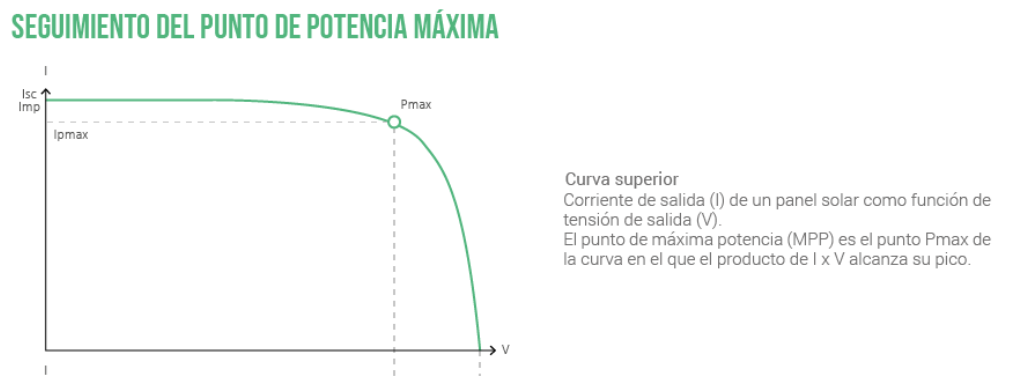 SEGUIMIENTO DEL PUNTO DE POTENCIA MÁXIMA
I
Isc
Imp
Pmax
Ipmax
V
I
Curva superior
Corriente de salida (I) de un panel solar como función de
tensión de salida (V).
El punto de máxima potencia (MPP) es el punto Pmax de
la curva en el que el producto de I x V alcanza su pico.